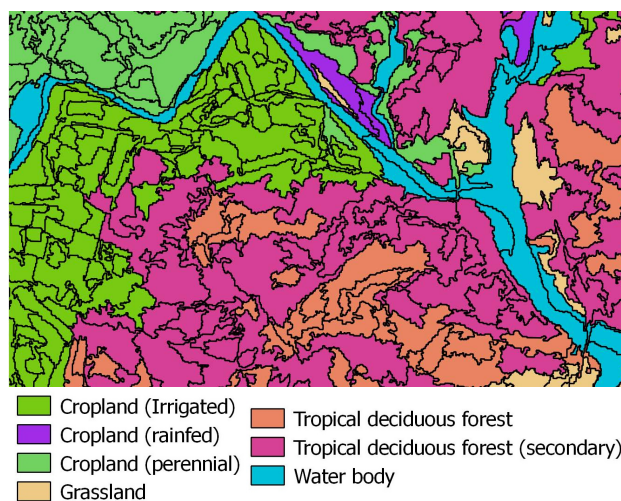 Cropland (Irrigated)
Cropland (rainfed)
Cropland (perennial)
Grassland
Tropical deciduous forest
Tropical deciduous forest (secondary)
Water body